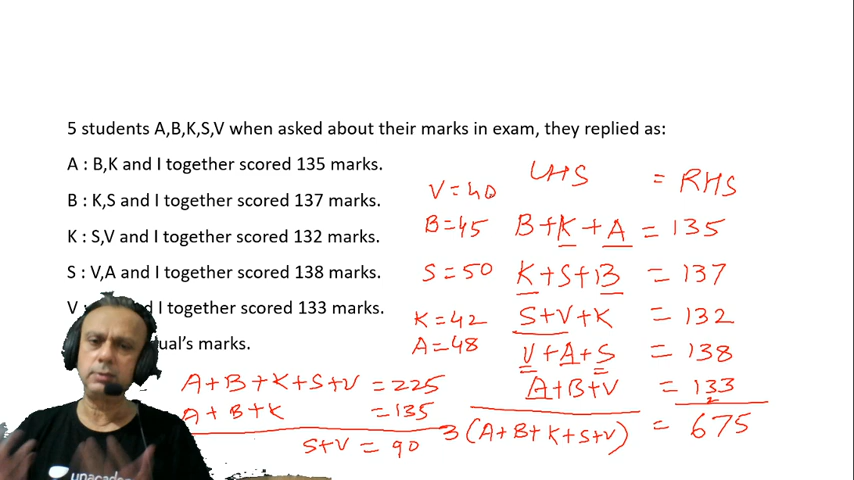 5 students A,B,K,S,V when asked about their marks in exam, they replied as:
A : B,K and I together scored 135 marks.
B : K,S and I together scored 137 marks.
K : S,V and I together scored 132 marks.
S : V,A and I together scored 138 marks.
V I together scored 133 marks.
marks.
LHS = RHS
V=40
B=45
S=50
K=42
A=48
B+K+A = 135
K+S+B = 137
S+V+K = 132
V+A+S = 138
A+B+V = 133
2
3(A+B+K+S+V) = 675
A+B+K+S+V = 225
A+B+K = 135
S+V = 90